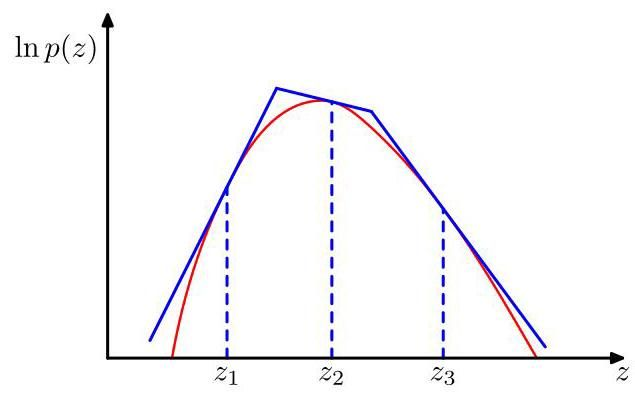 ln p(z)
z₁ z₂ z₃ z